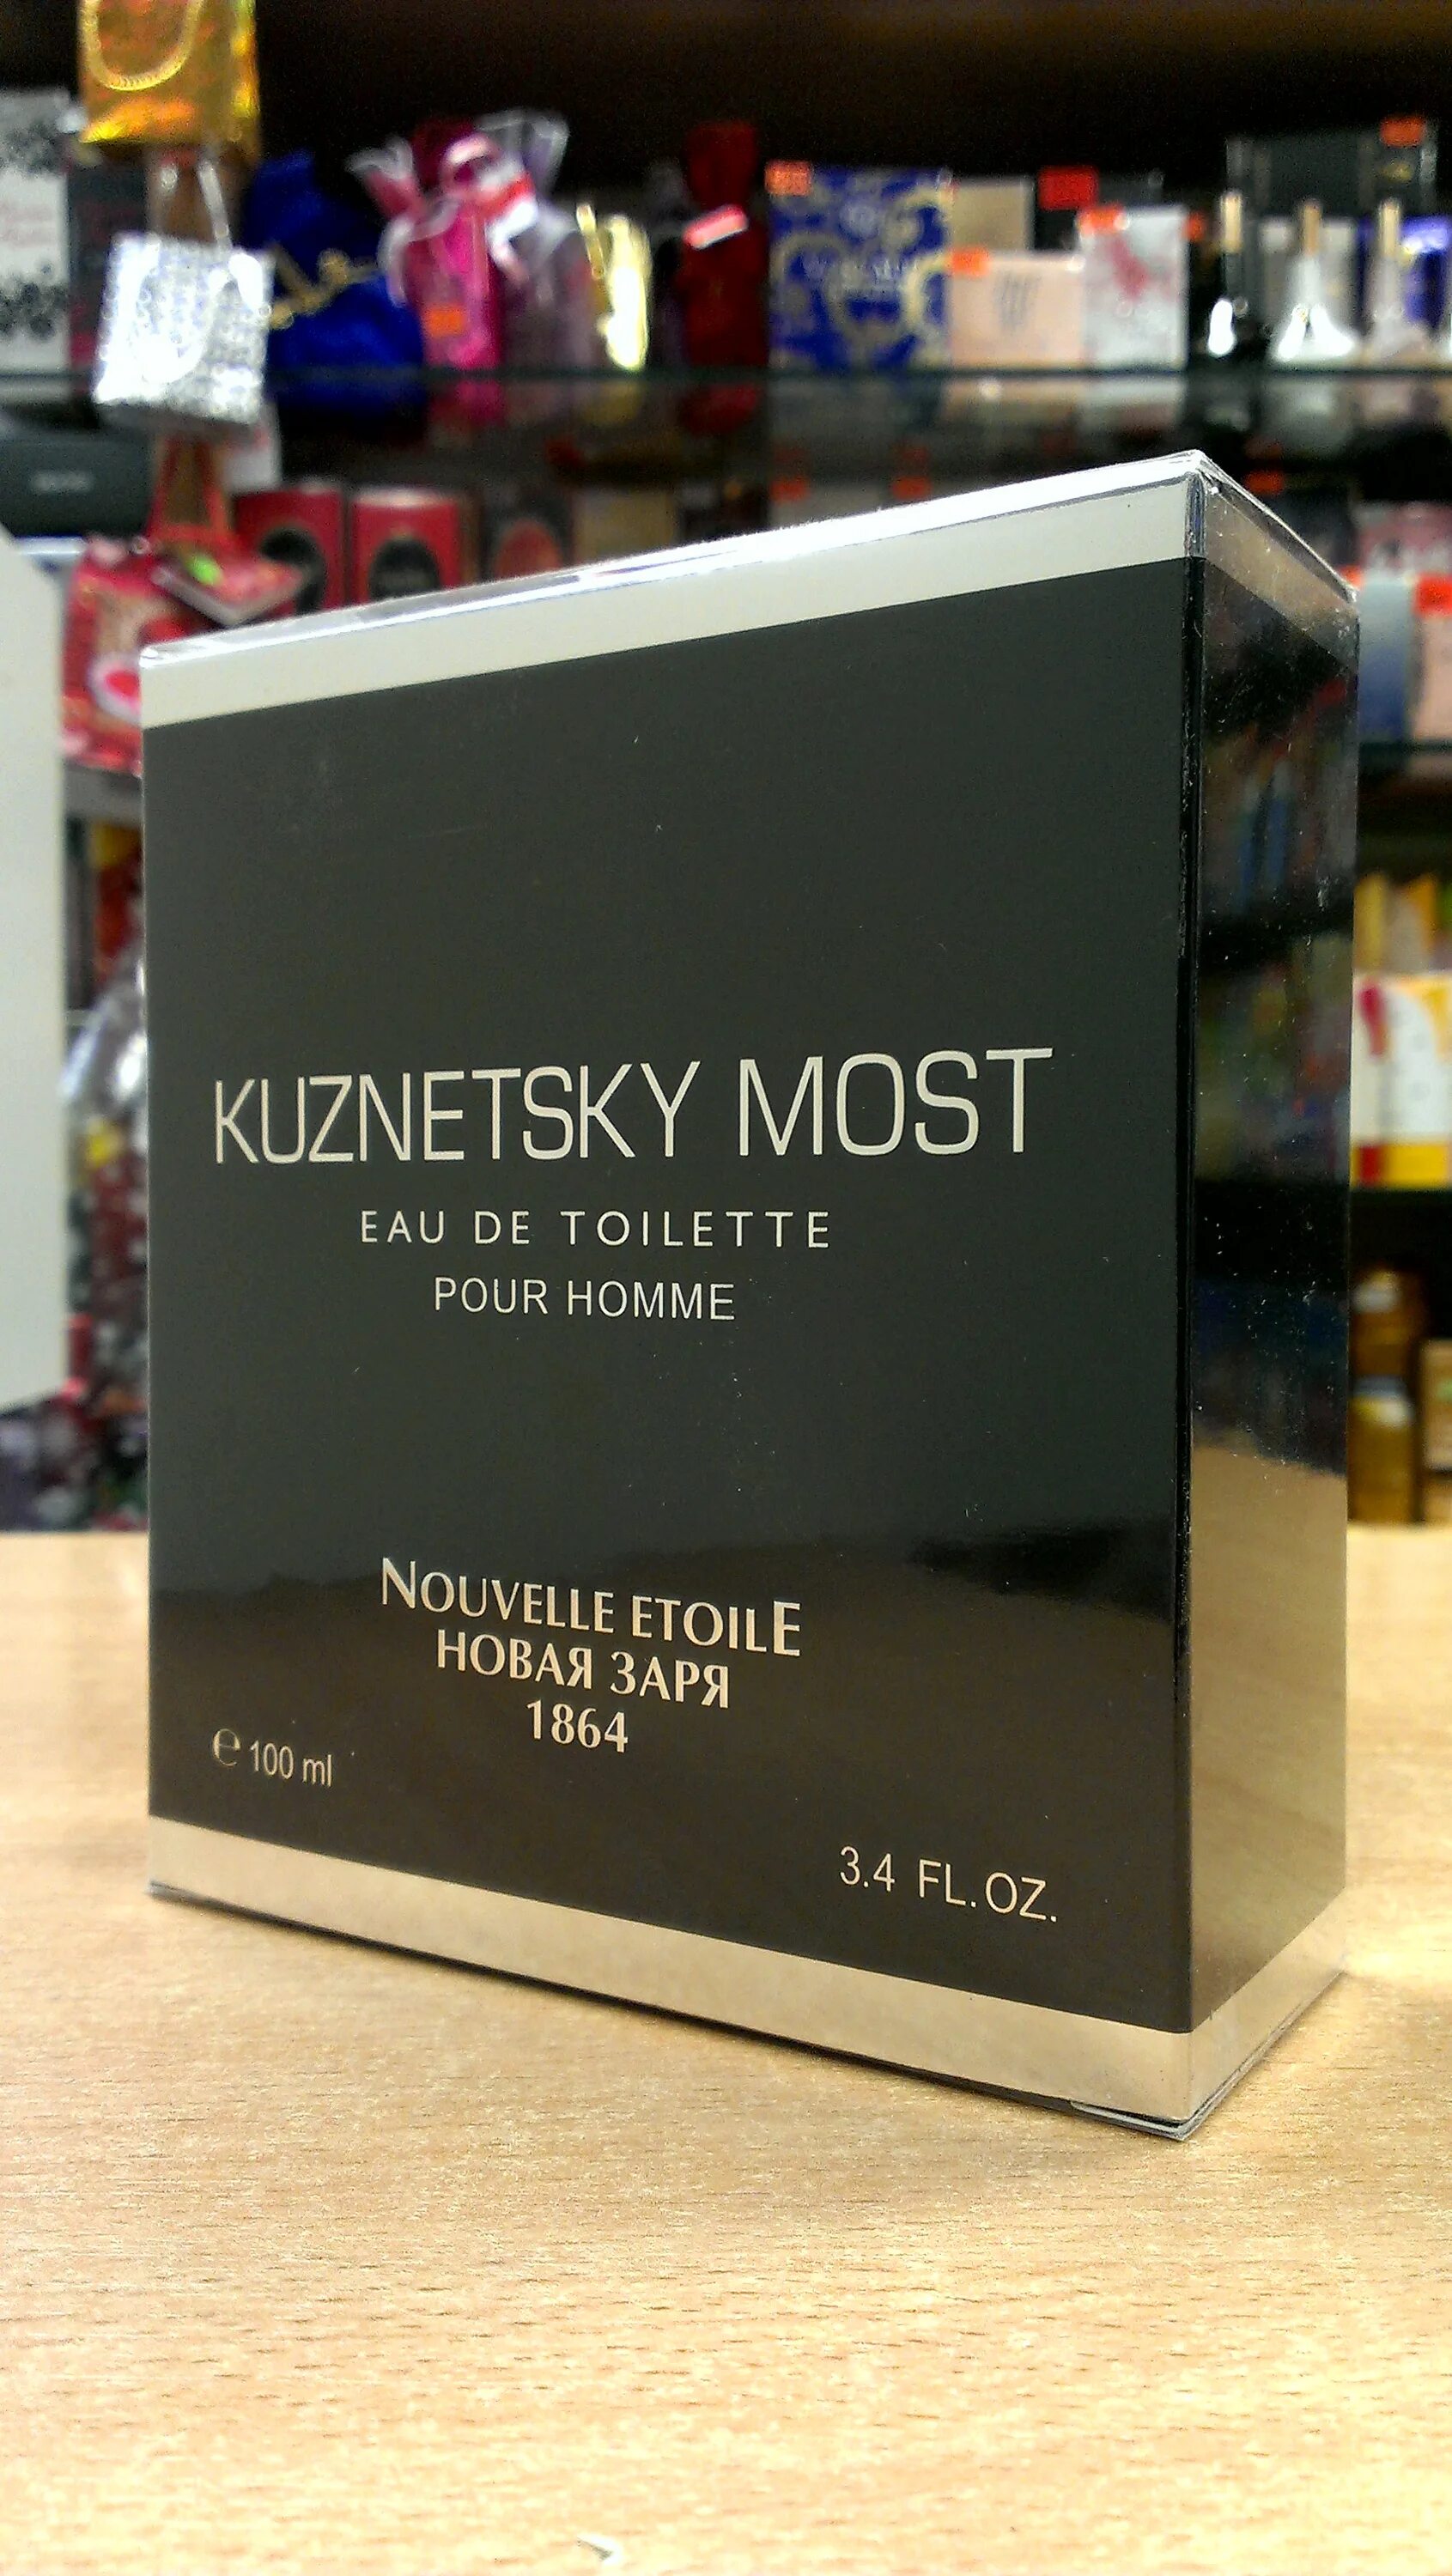 KUZNETSKY MOST
EAU DE TOILETTE
POUR HOMME
NOUVELLE ETOILE
НОВАЯ ЗАРЯ
1864
℮ 100 ml
3.4 FL.OZ.